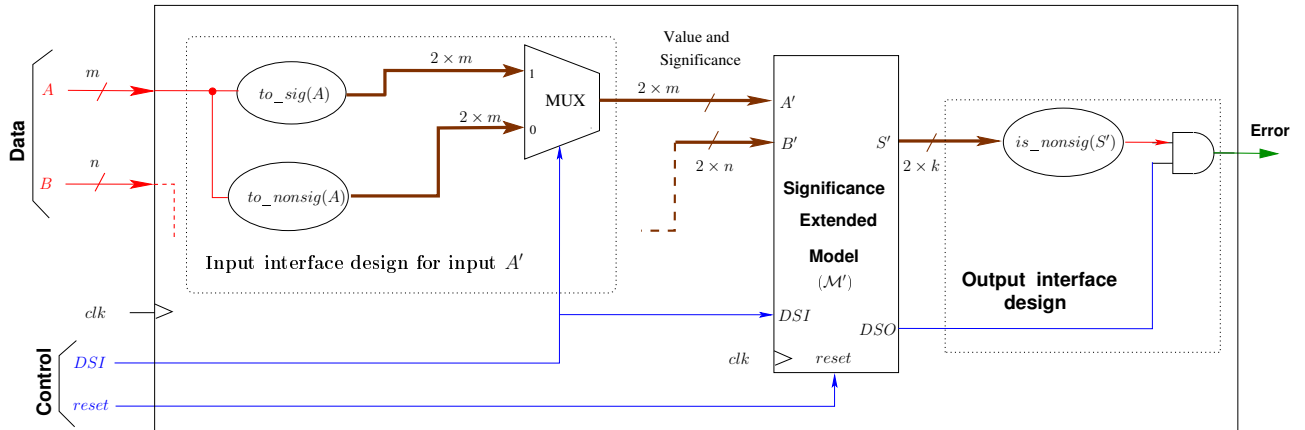 Data
A
m
B
n
to_sig(A)
to_nonsig(A)
2 × m
2 × m
1
0
MUX
Input interface design for input A′
Value and
Significance
2 × m
2 × n
A′
B′
S′
Significance
Extended
Model
(M′)
DSI
DSO
clk
reset
2 × k
is_nonsig(S′)
Output interface
design
Error
clk
Control
DSI
reset